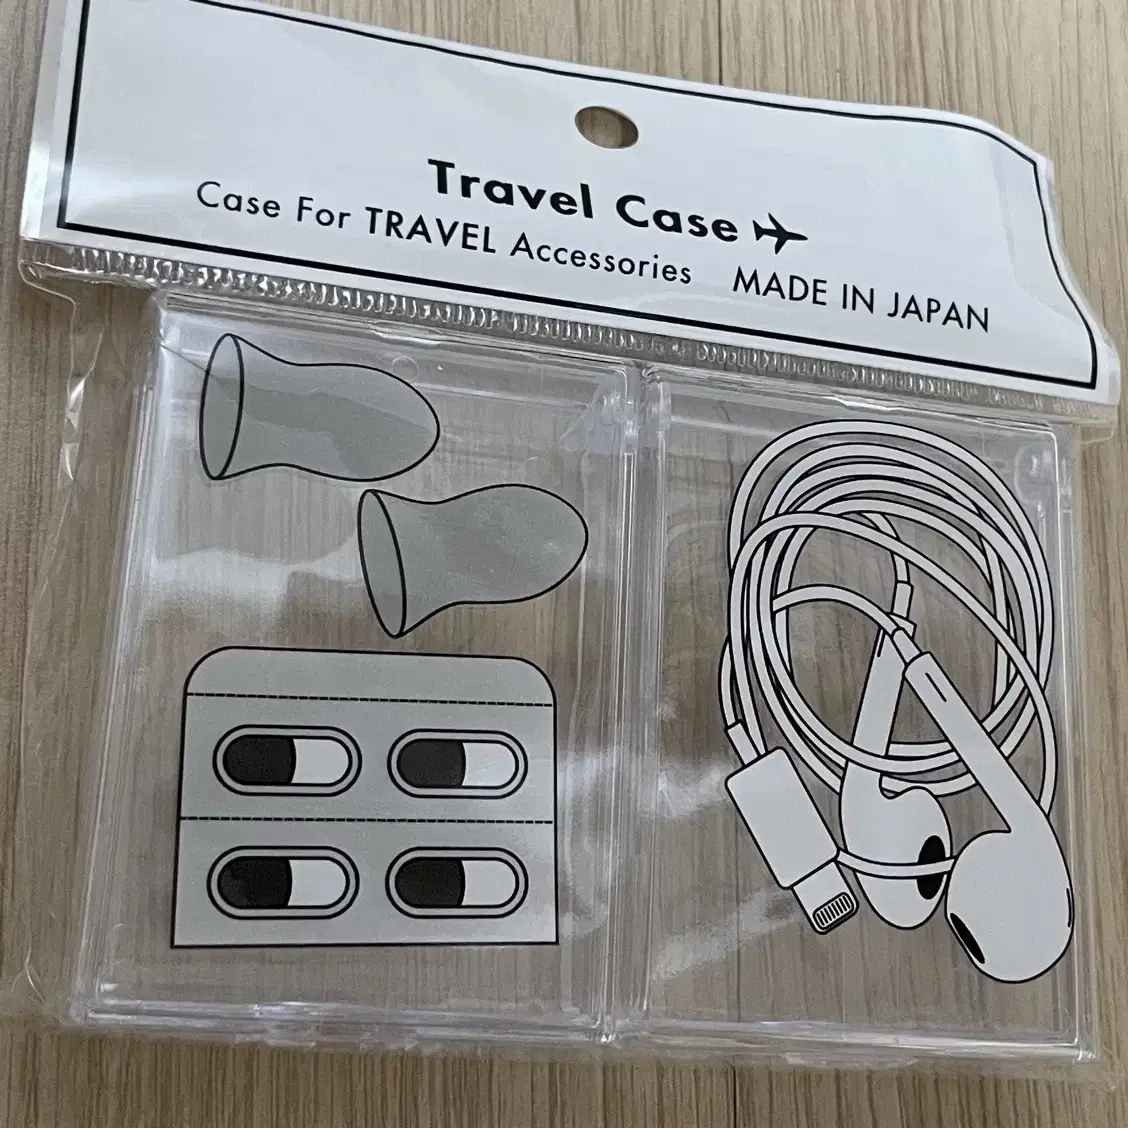 Travel Case
Case For TRAVEL Accessories MADE IN JAPAN